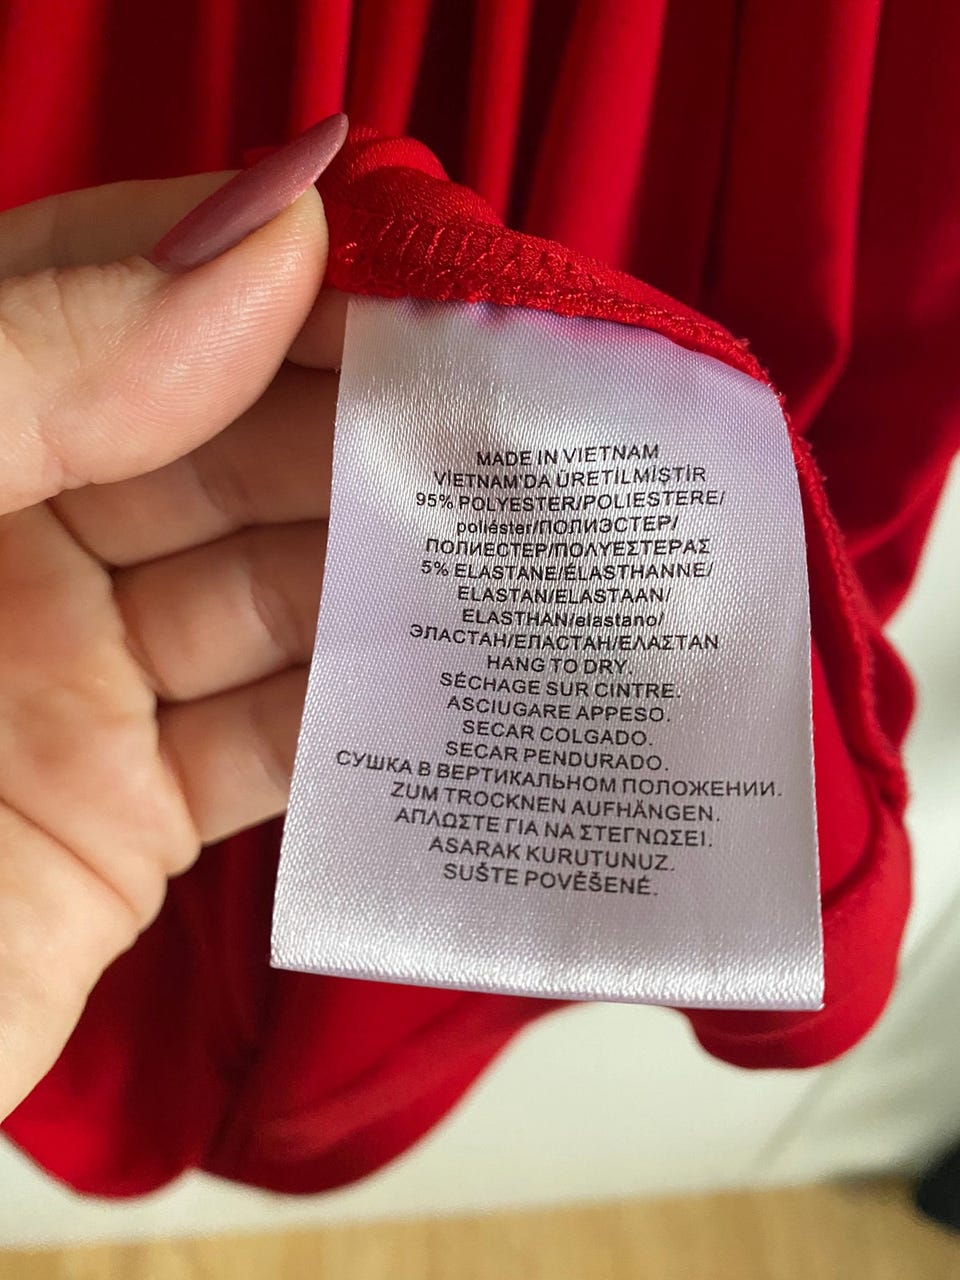 MADE IN VIETNAM
VİETNAM'DA ÜRETİLMİSTİR
95% POLYESTER/POLIESTERE/
poliéster/ПОЛИЭСТЕР/
ПОЛИЕСТЕР/ΠΟΛΥΕΣΤΕΡΑΣ
5% ELASTANE/ÉLASTHANNE/
ELASTAN/ELASTAAN/
ELASTHAN/elastano/
ЭЛАСТАН/ЕЛАСТАН/ΕΛΑΣΤΑΝ
HANG TO DRY.
SÉCHAGE SUR CINTRE.
ASCIUGARE APPESO.
SECAR COLGADO.
SECAR PENDURADO.
СУШКА В ВЕРТИКАЛЬНОМ ПОЛОЖЕНИИ.
ZUM TROCKNEN AUFHÄNGEN.
ΑΠΛΩΣΤΕ ΓΙΑ ΝΑ ΣΤΕΓΝΩΣΕΙ.
ASARAK KURUTUNUZ.
SUŠTE POVĚŠENÉ.